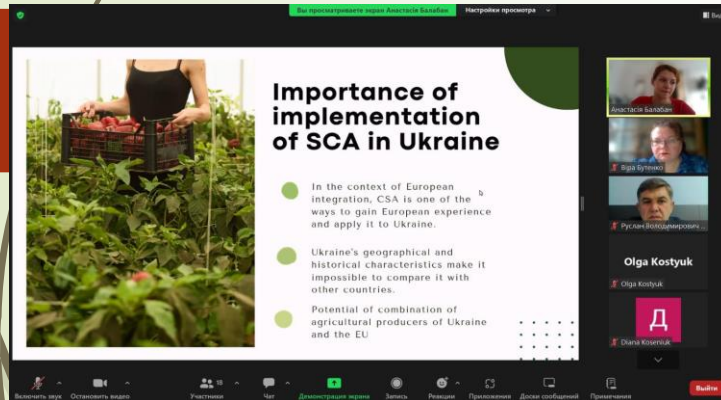 Вы просматриваете экран Анастасія Балабан
Настройки просмотра
Importance of
implementation
of SCA in Ukraine
In the context of European
integration, CSA is one of the
ways to gain European experience
and apply it to Ukraine.
Ukraine's geographical and
historical characteristics make it
impossible to compare it with
other countries.
Potential of combination of
agricultural producers of Ukraine
and the EU
Анастасія Балабан
Віра Бутенко
Руслан Володимирович ...
Olga Kostyuk
Olga Kostyuk
Д
Diana Koseniuk
Включить звук
Остановить видео
Участники
Чат
Демонстрация экрана
Запись
Реакции
Приложения
Доски сообщений
Примечания
Выйти